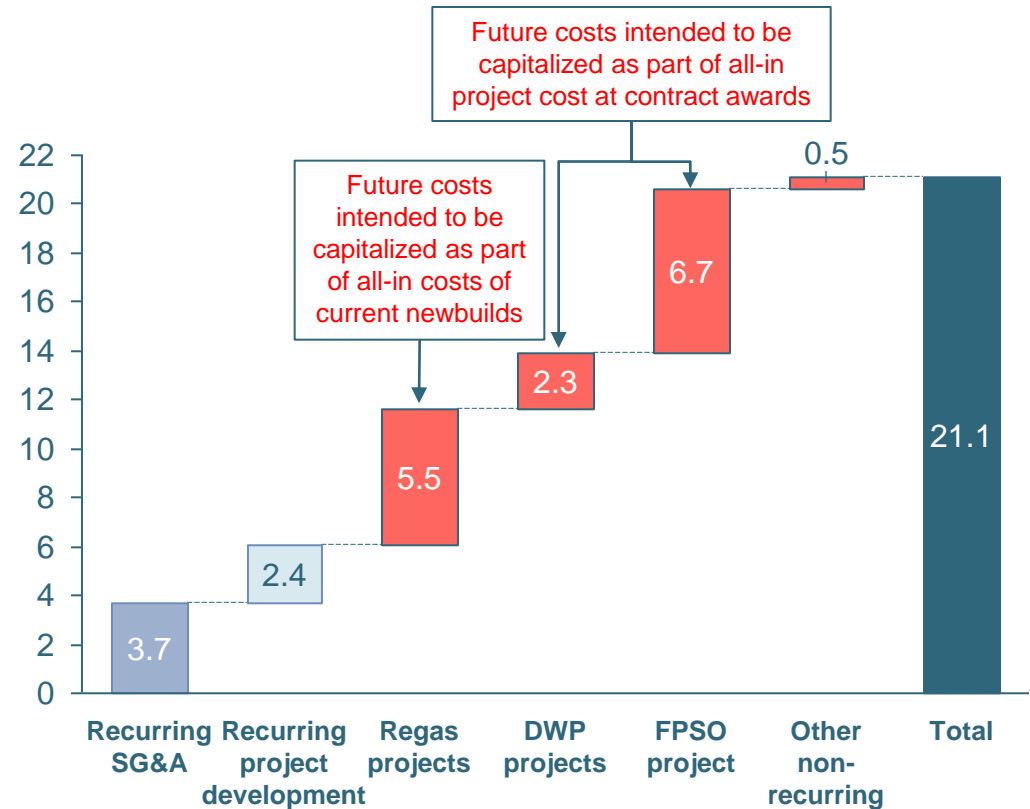 Future costs intended to be
capitalized as part of all-in
project cost at contract awards
Future costs
intended to be
capitalized as part
of all-in costs of
current newbuilds
22
20
18
16
14
12
10
8
6
4
2
0
3.7
2.4
5.5
2.3
6.7
0.5
21.1
Recurring
SG&A
Recurring
project
development
Regas
projects
DWP
projects
FPSO
project
Other
non-
recurring
Total